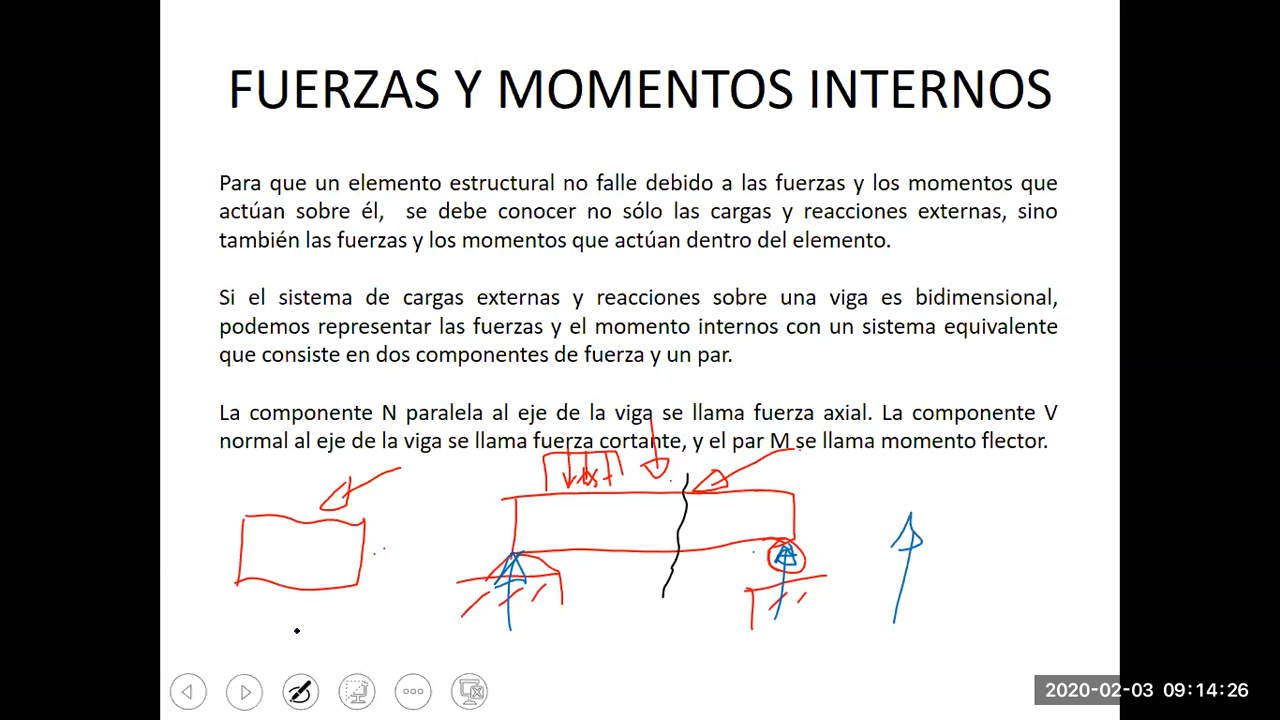 FUERZAS Y MOMENTOS INTERNOS
Para que un elemento estructural no falle debido a las fuerzas y los momentos que
actúan sobre él, se debe conocer no sólo las cargas y reacciones externas, sino
también las fuerzas y los momentos que actúan dentro del elemento.
Si el sistema de cargas externas y reacciones sobre una viga es bidimensional,
podemos representar las fuerzas y el momento internos con un sistema equivalente
que consiste en dos componentes de fuerza y un par.
La componente N paralela al eje de la viga se llama fuerza axial. La componente V
normal al eje de la viga se llama fuerza cortante, y el par M se llama momento flector.
2020-02-03 09:14:26